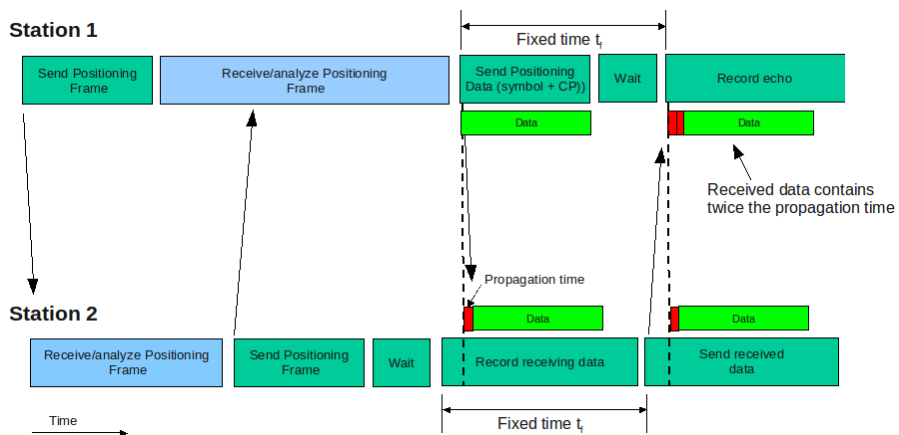 Station 1
Fixed time tf
Send Positioning
Frame
Receive/analyze Positioning
Frame
Send Positioning
Data (symbol + CP))
Wait
Record echo
Data
Data
Received data contains
twice the propagation time
Propagation time
Station 2
Data
Data
Receive/analyze Positioning
Frame
Send Positioning
Frame
Wait
Record receiving data
Send received
data
Time
Fixed time tf